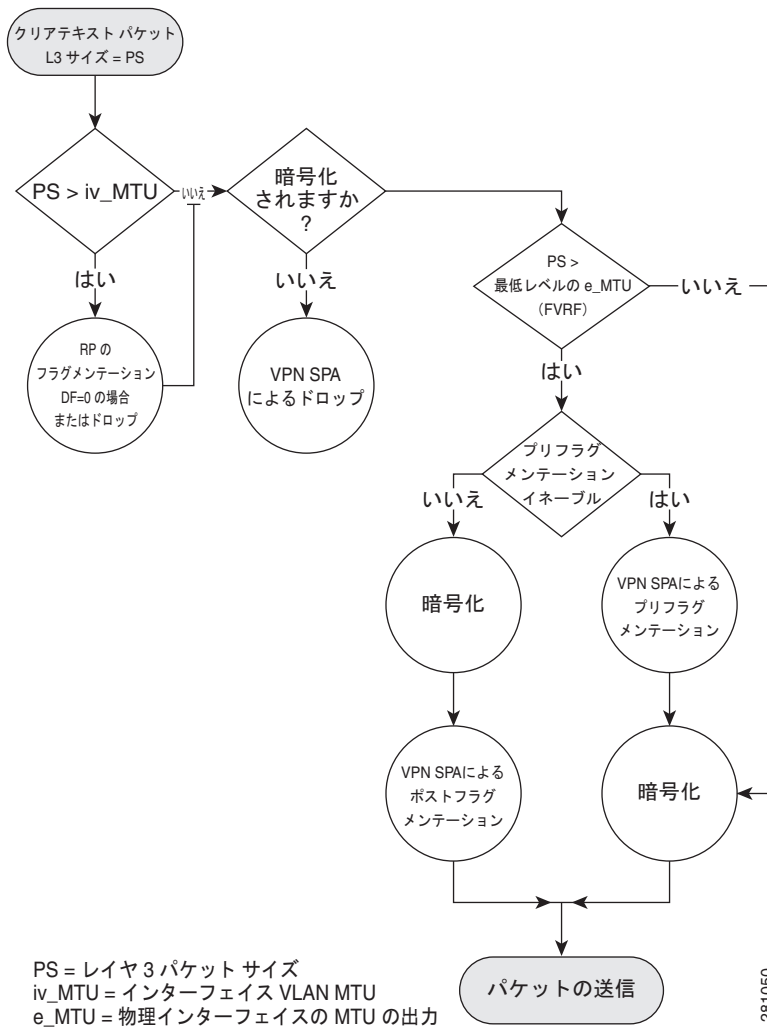 クリアテキスト パケット
L3 サイズ = PS
PS > iv_MTU
いいえ
暗号化
されますか
?
はい
いいえ
PS >
最低レベルの e_MTU
(FVRF)
いいえ
RP の
フラグメンテーション
DF=0 の場合
またはドロップ
VPN SPA
によるドロップ
はい
プリフラグ
メンテーション
イネーブル
いいえ
はい
暗号化
VPN SPAによる
プリフラグ
メンテーション
VPN SPAによる
ポストフラグ
メンテーション
暗号化
パケットの送信
PS = レイヤ 3 パケット サイズ
iv_MTU = インターフェイス VLAN MTU
e_MTU = 物理インターフェイスの MTU の出力
281050